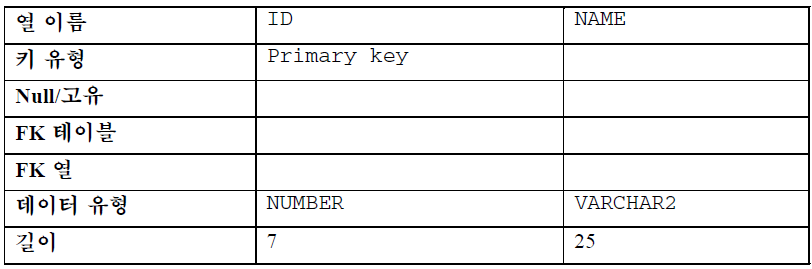 열 이름 ID NAME
키 유형 Primary key
Null/고유
FK 테이블
FK 열
데이터 유형 NUMBER VARCHAR2
길이 7 25